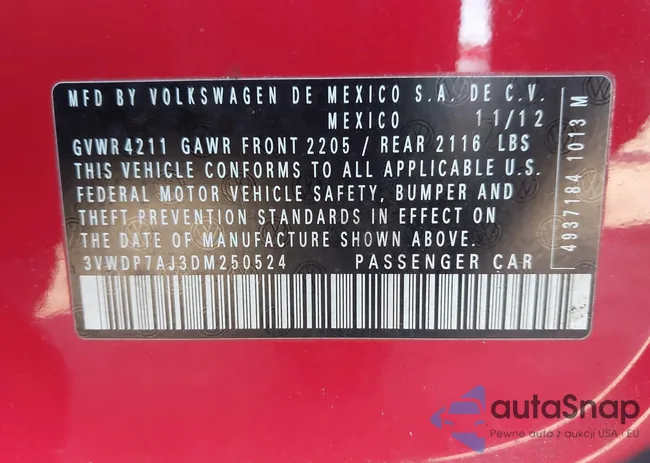 MFD BY VOLKSWAGEN DE MEXICO S.A. DE C.V.
MEXICO 11/12
GVWR 4211 GAWR FRONT 2205 / REAR 2116 LBS
THIS VEHICLE CONFORMS TO ALL APPLICABLE U.S.
FEDERAL MOTOR VEHICLE SAFETY, BUMPER AND
THEFT PREVENTION STANDARDS IN EFFECT ON
THE DATE OF MANUFACTURE SHOWN ABOVE.
3VWDP7AJ3DM250524 PASSENGER CAR
4937184 1013 M
autaSnap
Pewne auta z aukcji USA i EU